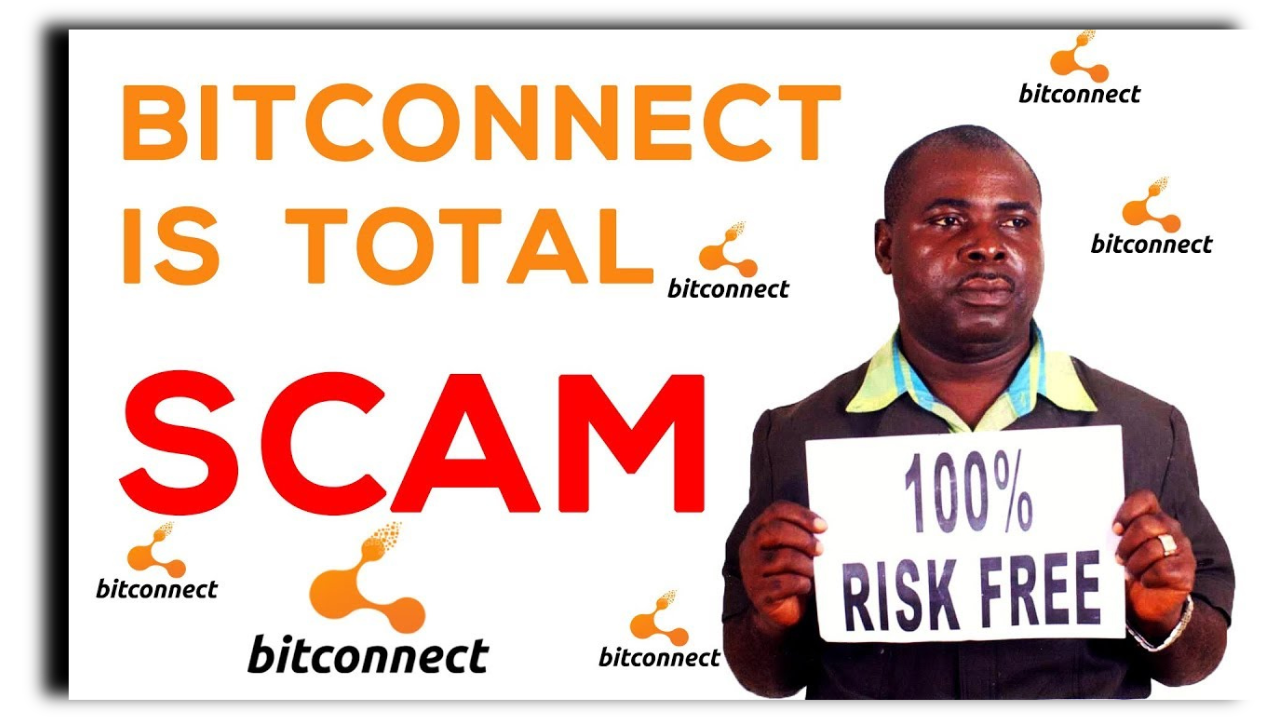 BITCONNECT
IS TOTAL
SCAM
bitconnect
bitconnect
bitconnect
100%
RISK FREE
bitconnect
bitconnect
bitconnect